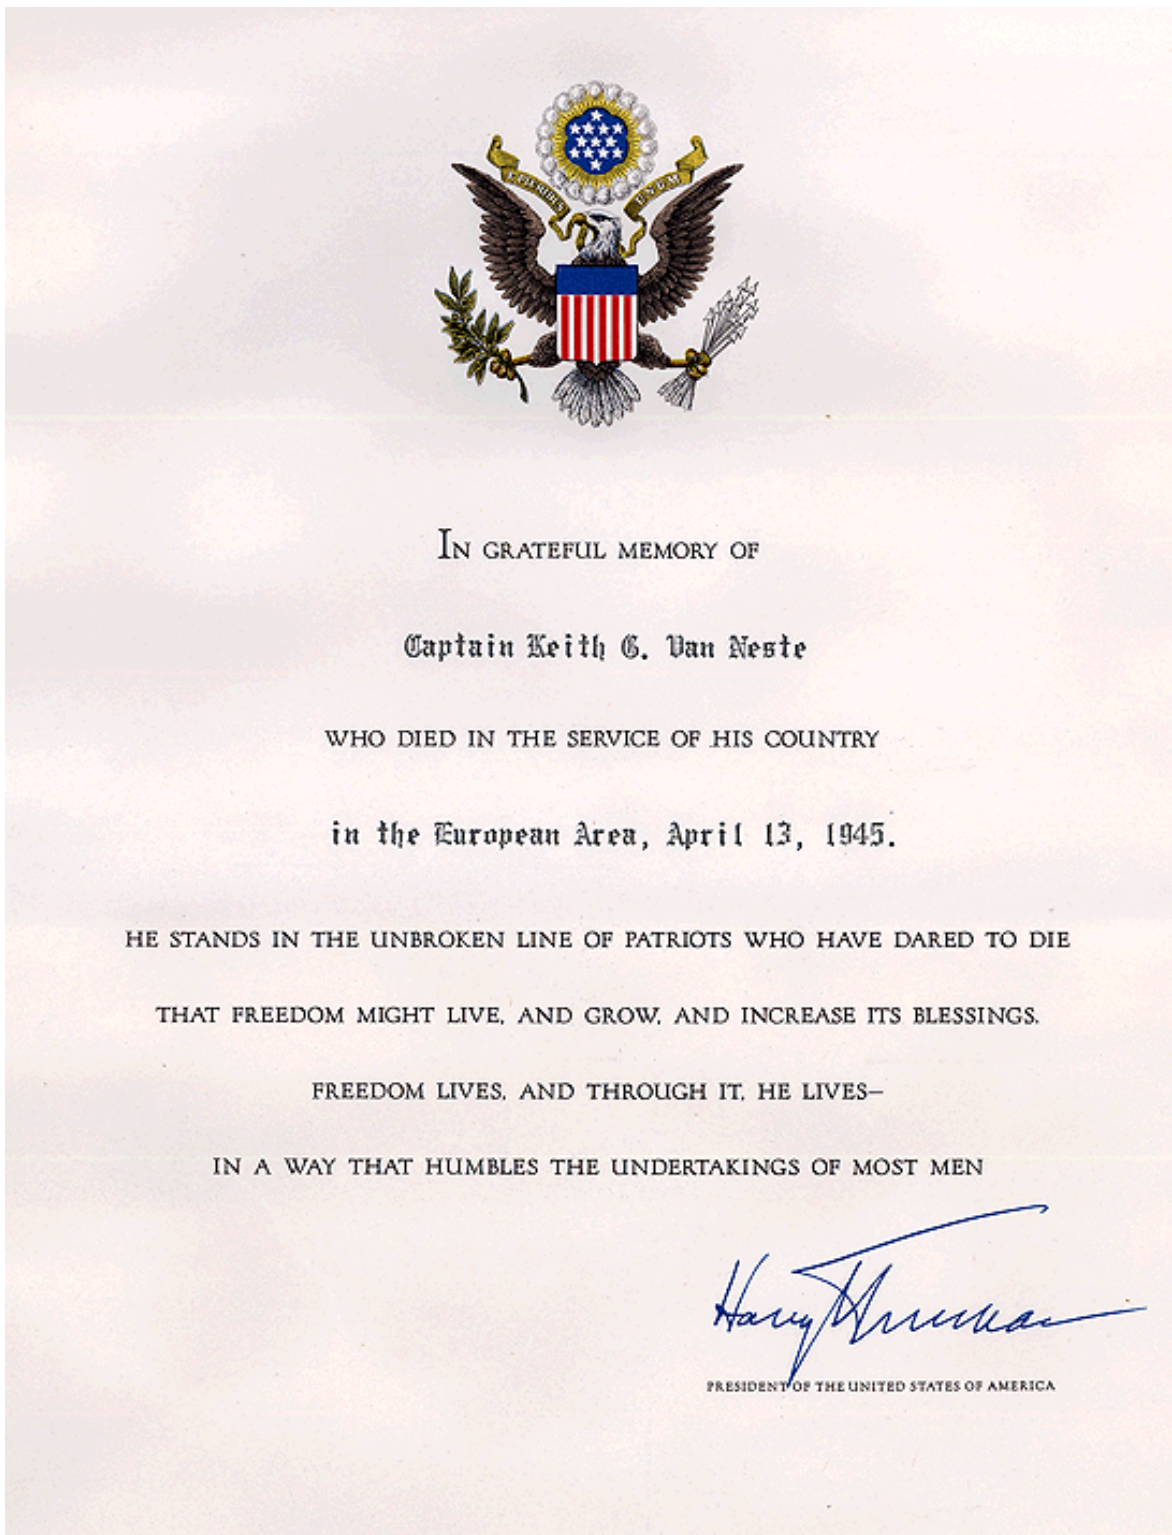 E PLURIBUS UNUM
IN GRATEFUL MEMORY OF
Captain Keith G. Van Neste
WHO DIED IN THE SERVICE OF HIS COUNTRY
in the European Area, April 13, 1945.
HE STANDS IN THE UNBROKEN LINE OF PATRIOTS WHO HAVE DARED TO DIE
THAT FREEDOM MIGHT LIVE, AND GROW, AND INCREASE ITS BLESSINGS.
FREEDOM LIVES, AND THROUGH IT, HE LIVES—
IN A WAY THAT HUMBLES THE UNDERTAKINGS OF MOST MEN
Harry Truman
PRESIDENT OF THE UNITED STATES OF AMERICA